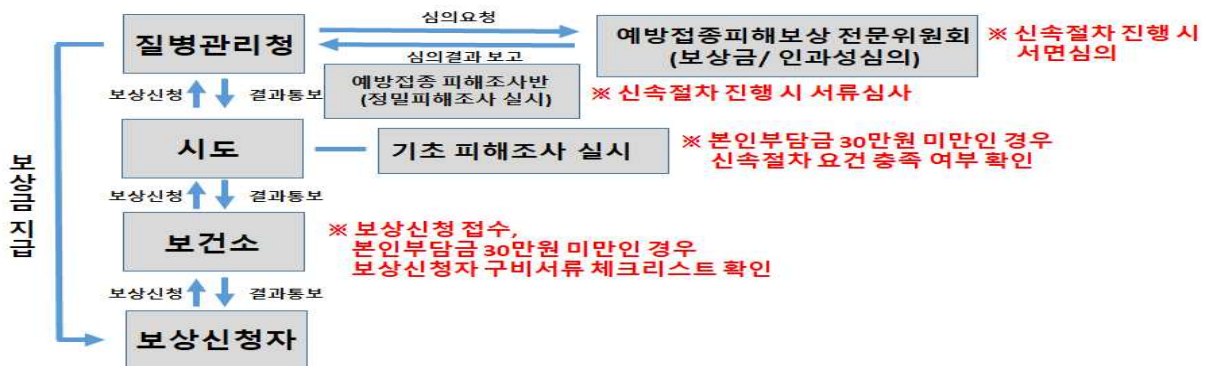 심의요청
질병관리청
예방접종피해보상 전문위원회
(보상금/ 인과성심의)
※ 신속절차 진행 시
서면심의
심의결과 보고
예방접종 피해조사반
(정밀피해조사 실시)
※ 신속절차 진행 시 서류심사
보상신청
결과통보
시도
기초 피해조사 실시
※ 본인부담금 30만원 미만인 경우
신속절차 요건 충족 여부 확인
보상신청
결과통보
보건소
※ 보상신청 접수,
본인부담금 30만원 미만인 경우
보상신청자 구비서류 체크리스트 확인
보상신청
결과통보
보상신청자
보상금 지급